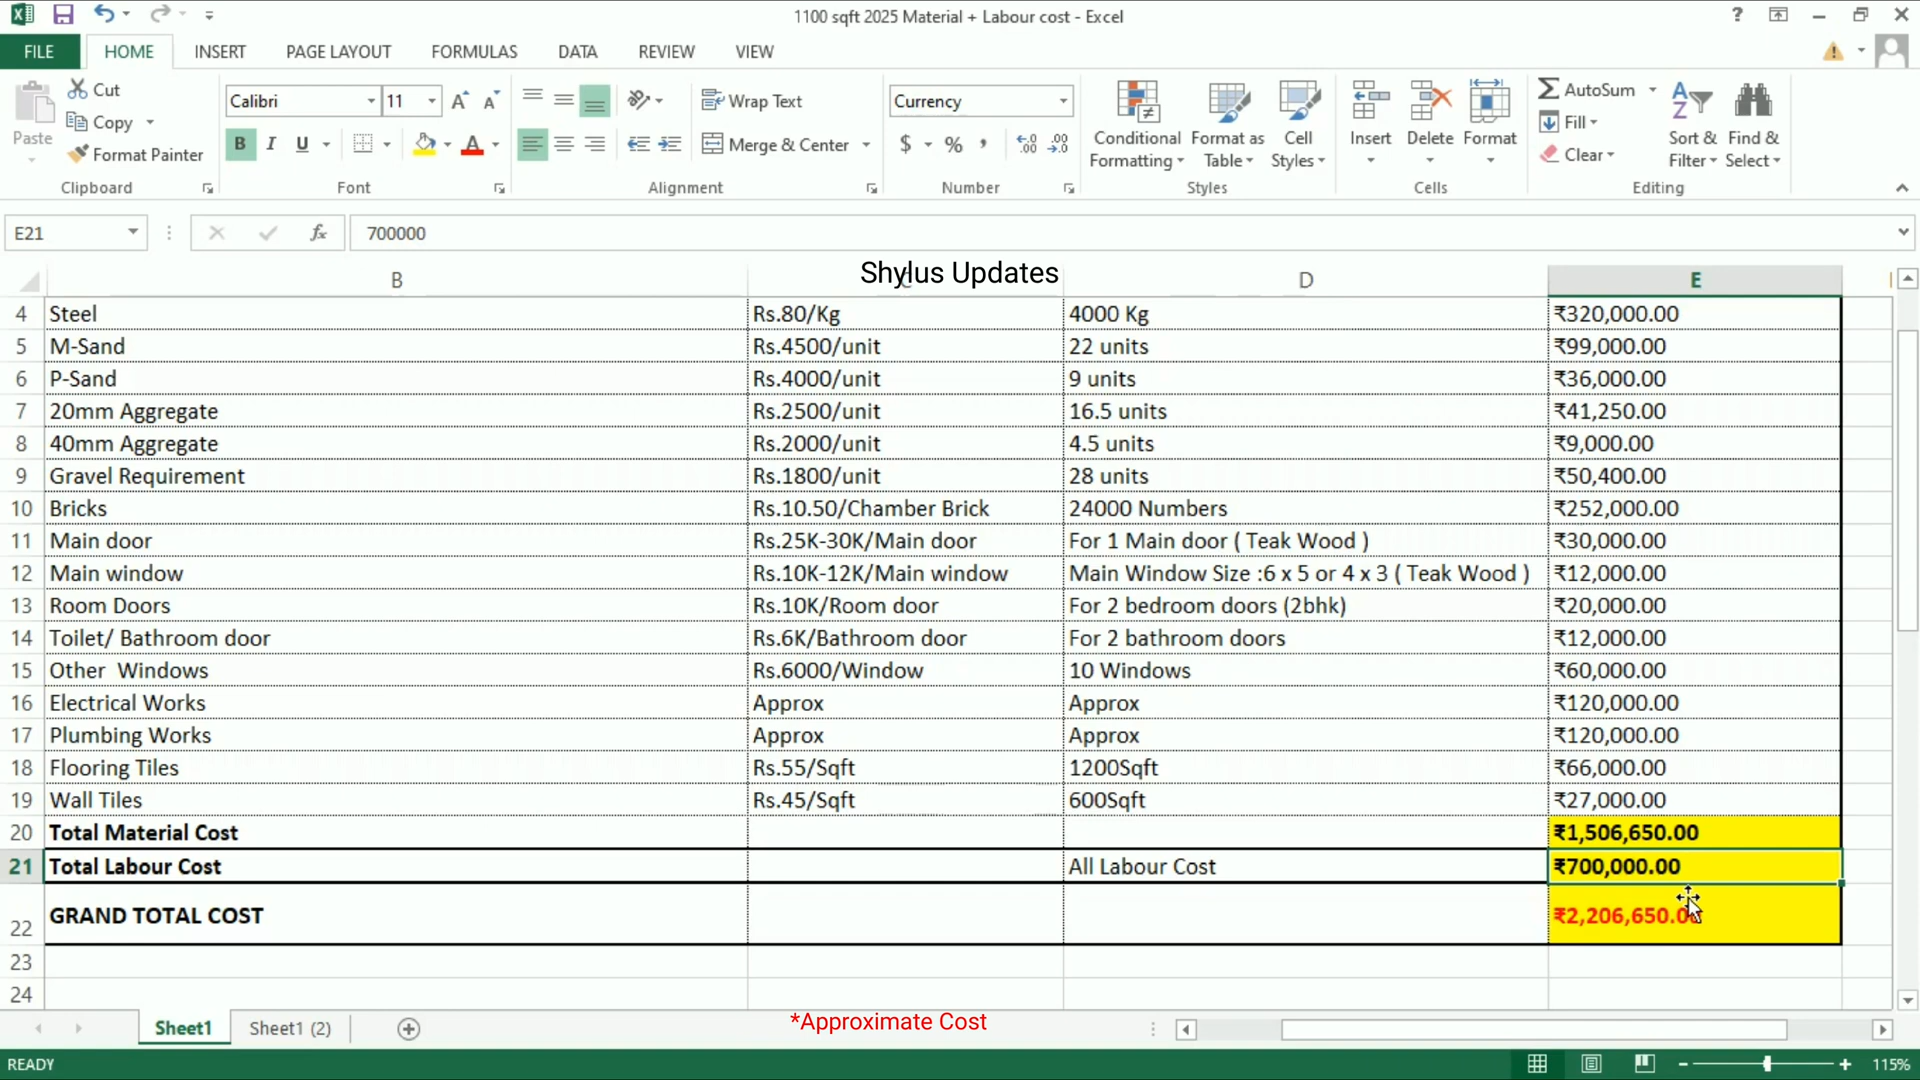 1100 sqft 2025 Material + Labour cost - Excel
FILE HOME INSERT PAGE LAYOUT FORMULAS DATA REVIEW VIEW
Paste
Cut
Copy
Format Painter
Clipboard
Calibri 11
B I U
Font
Wrap Text
Merge & Center
Alignment
Currency
$ % ,
Number
Conditional Formatting
Format as Table
Cell Styles
Styles
Insert Delete Format
Cells
AutoSum
Fill
Clear
Sort & Filter
Find & Select
Editing
E21 fx 700000
Shylus Updates
B D E
4 Steel Rs.80/Kg 4000 Kg ₹320,000.00
5 M-Sand Rs.4500/unit 22 units ₹99,000.00
6 P-Sand Rs.4000/unit 9 units ₹36,000.00
7 20mm Aggregate Rs.2500/unit 16.5 units ₹41,250.00
8 40mm Aggregate Rs.2000/unit 4.5 units ₹9,000.00
9 Gravel Requirement Rs.1800/unit 28 units ₹50,400.00
10 Bricks Rs.10.50/Chamber Brick 24000 Numbers ₹252,000.00
11 Main door Rs.25K-30K/Main door For 1 Main door ( Teak Wood ) ₹30,000.00
12 Main window Rs.10K-12K/Main window Main Window Size :6 x 5 or 4 x 3 ( Teak Wood ) ₹12,000.00
13 Room Doors Rs.10K/Room door For 2 bedroom doors (2bhk) ₹20,000.00
14 Toilet/ Bathroom door Rs.6K/Bathroom door For 2 bathroom doors ₹12,000.00
15 Other  Windows Rs.6000/Window 10 Windows ₹60,000.00
16 Electrical Works Approx Approx ₹120,000.00
17 Plumbing Works Approx Approx ₹120,000.00
18 Flooring Tiles Rs.55/Sqft 1200Sqft ₹66,000.00
19 Wall Tiles Rs.45/Sqft 600Sqft ₹27,000.00
20 Total Material Cost ₹1,506,650.00
21 Total Labour Cost All Labour Cost ₹700,000.00
22 GRAND TOTAL COST ₹2,206,650.00
23
24
Sheet1 Sheet1 (2)
*Approximate Cost
READY 115%